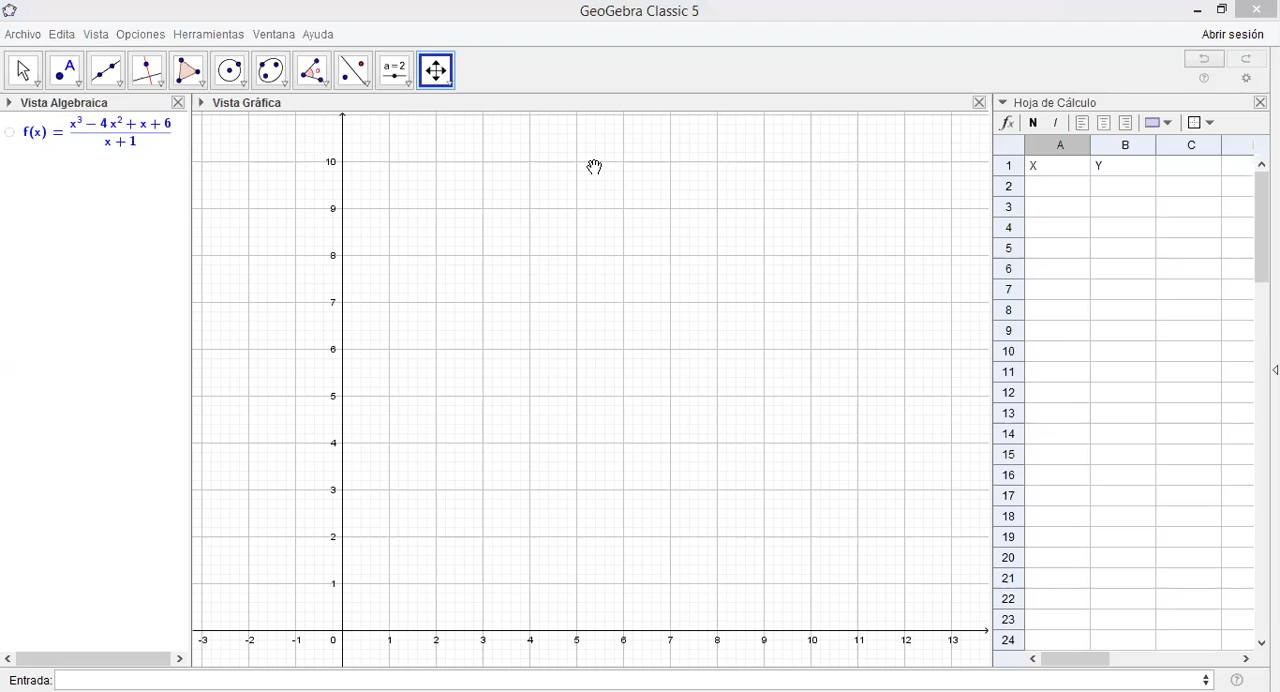 GeoGebra Classic 5
Archivo Edita Vista Opciones Herramientas Ventana Ayuda
Abrir sesión
A
α
a=2
Vista Algebraica
Vista Gráfica
Hoja de Cálculo
f(x) = (x³ − 4 x² + x + 6) / (x + 1)
fx N I
A B C
1 X Y
2
3
4
5
6
7
8
9
10
11
12
13
14
15
16
17
18
19
20
21
22
23
24
10
9
8
7
6
5
4
3
2
1
-3 -2 -1 0 1 2 3 4 5 6 7 8 9 10 11 12 13
Entrada: